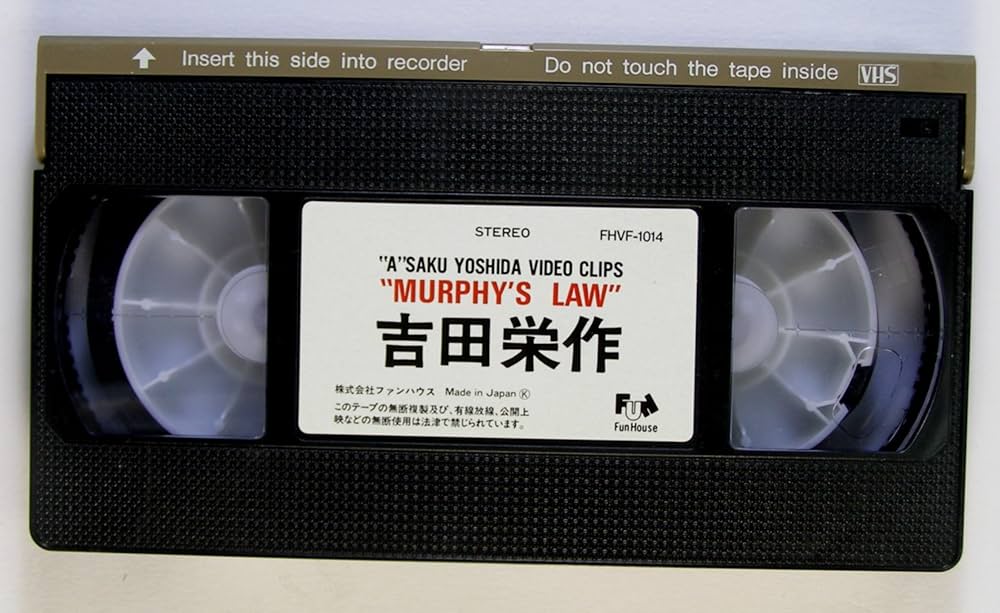 Insert this side into recorder
Do not touch the tape inside
VHS
STEREO
FHVF-1014
"A"SAKU YOSHIDA VIDEO CLIPS
"MURPHY'S LAW"
吉田栄作
株式会社ファンハウス Made in Japan Ⓚ
このテープの無断複製及び、有線放線、公開上
映などの無断使用は法津で禁じられています。
Fun
Fun House